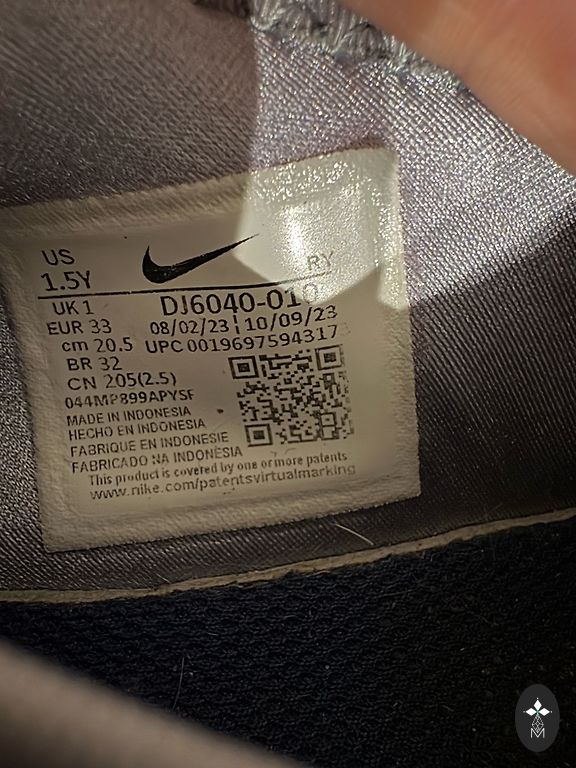 US
1.5Y
RY
UK 1
DJ6040-010
EUR 33
08/02/23 | 10/09/23
cm 20.5
UPC 0019697594317
BR 32
CN 205(2.5)
MADE IN INDONESIA
HECHO EN INDONESIA
FABRIQUE EN INDONESIE
FABRICADO NA INDONÉSIA
This product is covered by one or more patents
www.nike.com/patentsvirtualmarking
M